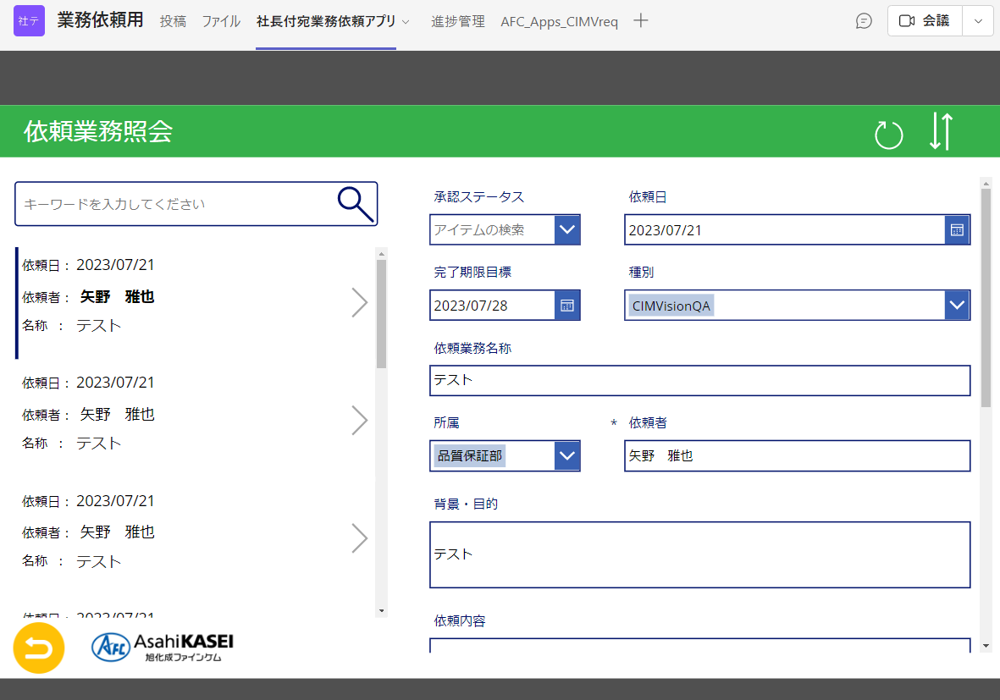 社テ 業務依頼用 投稿 ファイル 社長付宛業務依頼アプリ 進捗管理 AFC_Apps_CIMVreq 会議
依頼業務照会
キーワードを入力してください
依頼日： 2023/07/21
依頼者： 矢野　雅也
名称 ： テスト
依頼日： 2023/07/21
依頼者： 矢野　雅也
名称 ： テスト
依頼日： 2023/07/21
依頼者： 矢野　雅也
名称 ： テスト
依頼日： 2023/07/21
AFC AsahiKASEI
旭化成ファインケム
承認ステータス 依頼日
アイテムの検索 2023/07/21
完了期限目標 種別
2023/07/28 CIMVisionQA
依頼業務名称
テスト
所属 * 依頼者
品質保証部 矢野　雅也
背景・目的
テスト
依頼内容